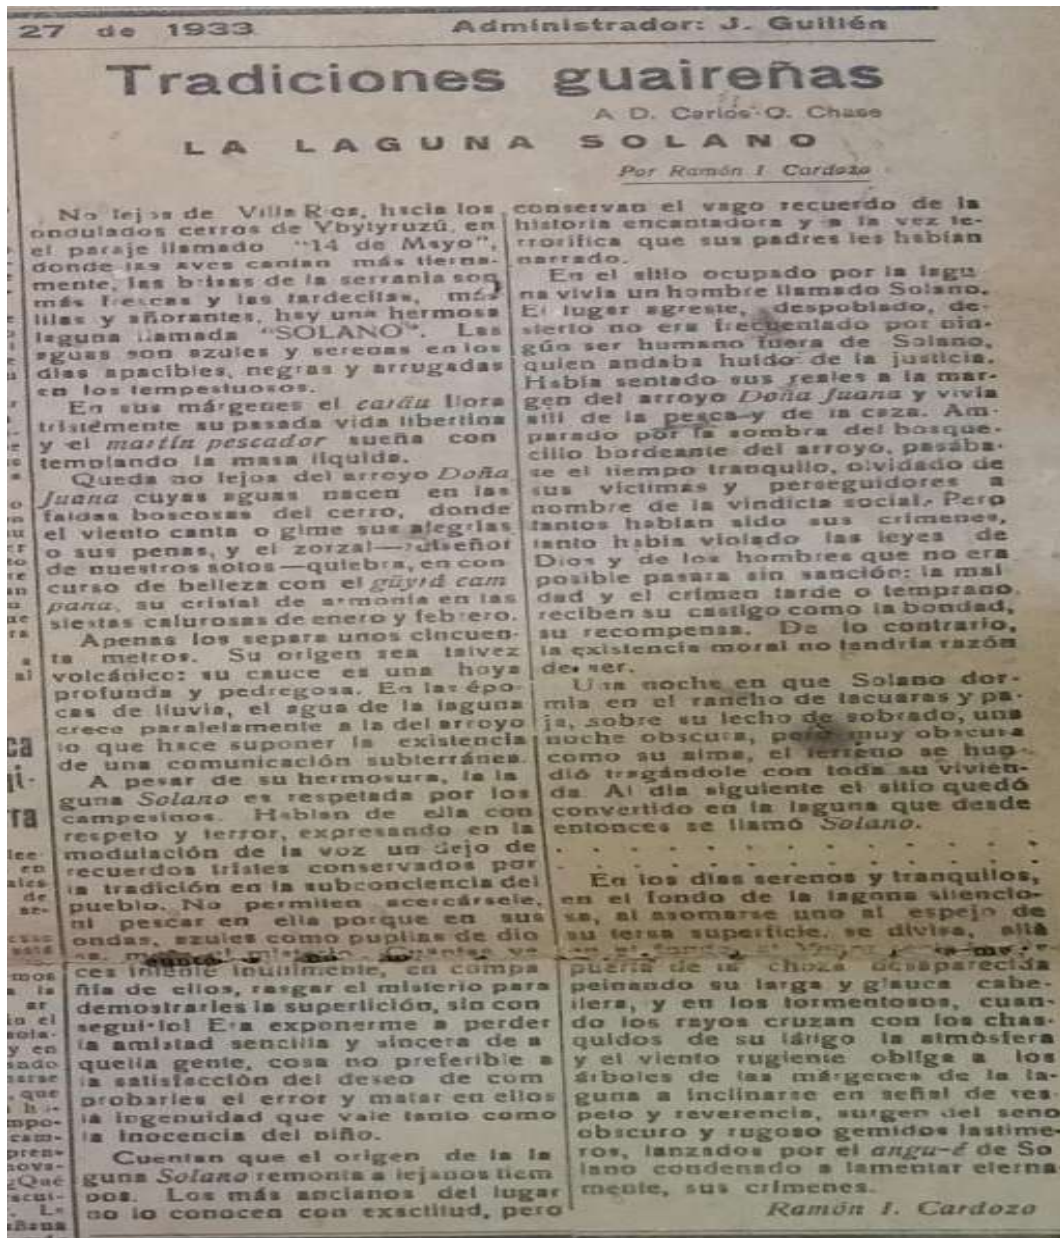 27 de 1933
Administrador: J. Guillén
Tradiciones guaireñas
A D. Carlos O. Chase
LA LAGUNA SOLANO
Por Ramón I. Cardozo
No lejos de Villa Rica, hacia los
ondulados cerros de Ybytyruzú, en
el paraje llamado "14 de Mayo",
donde las aves cantan más tierna-
mente, las brisas de la serranía son
más frescas y las tardecitas, más
lilas y añorantes, hay una hermosa
laguna llamada "SOLANO". Las
aguas son azules y serenas en los
días apacibles, negras y arrugadas
en los tempestuosos.
En sus márgenes el caráu llora
tristemente su pasada vida libertina
y el martín pescador sueña con
templando la masa líquida.
Queda no lejos del arroyo Doña
Juana cuyas aguas nacen en las
faldas boscosas del cerro, donde
el viento canta o gime sus alegrías
o sus penas, y el zorzal—ruiseñor
de nuestros sotos—quiebra, en con
curso de belleza con el güyrá cam
pana, su cristal de armonía en las
siestas calurosas de enero y febrero.
Apenas los separa unos cincuen-
ta metros. Su origen sea talvez
volcánico: su cauce es una hoya
profunda y pedregosa. En las épo-
cas de lluvia, el agua de la laguna
crece paralelamente a la del arroyo
lo que hace suponer la existencia
de una comunicación subterránea.
A pesar de su hermosura, la la
guna Solano es respetada por los
campesinos. Hablan de ella con
respeto y terror, expresando en la
modulación de la voz un dejo de
recuerdos tristes conservados por
la tradición en la subconciencia del
pueblo. No permiten acercársele,
ni pescar en ella porque en sus
ondas, azules como pupilas de dio
ces intenté inútilmente, en compa
ñía de ellos, rasgar el misterio para
demostrarles la superstición, sin con
seguirlo! Era exponerme a perder
la amistad sencilla y sincera de a
quella gente, cosa no preferible a
la satisfacción del deseo de com
probarles el error y matar en ellos
la ingenuidad que vale tanto como
la inocencia del niño.
Cuentan que el origen de la la
guna Solano remonta a lejanos tiem
pos. Los más ancianos del lugar
no lo conocen con exactitud, pero
conservan el vago recuerdo de la
historia encantadora y a la vez te-
rrorífica que sus padres les habían
narrado.
En el sitio ocupado por la lagu
na vivía un hombre llamado Solano.
El lugar agreste, despoblado, de-
sierto no era frecuentado por nin-
gún ser humano fuera de Solano,
quien andaba huído de la justicia.
Había sentado sus reales a la mar-
gen del arroyo Doña Juana y vivía
allí de la pesca y de la caza. Am-
parado por la sombra del bosque-
cillo bordeante del arroyo, pasába-
se el tiempo tranquilo, olvidado de
sus víctimas y perseguidores a
nombre de la vindicta social. Pero
tantos habían sido sus crímenes,
tanto había violado las leyes de
Dios y de los hombres que no era
posible pasara sin sanción: la mal
dad y el crimen tarde o temprano
reciben su castigo como la bondad,
su recompensa. De lo contrario,
la existencia moral no tendría razón
de ser.
Una noche en que Solano dor-
mía en el rancho de tacuaras y pa-
ja, sobre su lecho de sobrado, una
noche obscura, pero muy obscura
como su alma, el terreno se hun-
dió tragándole con toda su vivien-
da. Al día siguiente el sitio quedó
convertido en la laguna que desde
entonces se llamó Solano.
. . . . . . . . . . . . . .
En los días serenos y tranquilos,
en el fondo de la laguna silencio-
sa, al asomarse uno al espejo de
su tersa superficie, se divisa, allá
puerta de la choza desaparecida
peinando su larga y glauca cabe-
llera, y en los tormentosos, cuan-
do los rayos cruzan con los chas-
quidos de su látigo la atmósfera
y el viento rugiente obliga a los
árboles de las márgenes de la la-
guna a inclinarse en señal de res-
peto y reverencia, surgen del seno
obscuro y rugoso gemidos lastime-
ros, lanzados por el angu-é de So
lano condenado a lamentar eterna
mente, sus crímenes.
Ramón I. Cardozo